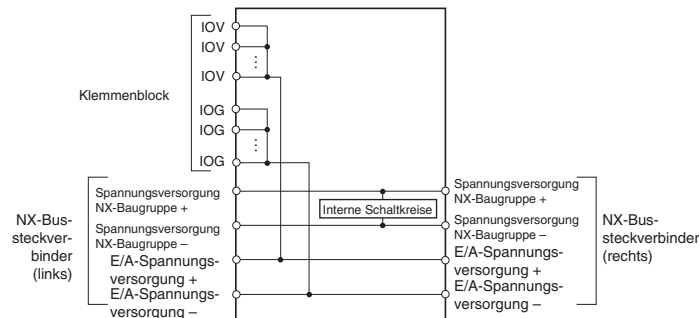 IOV
IOV
⋮
IOV
Klemmenblock
IOG
IOG
⋮
IOG
NX-Bus-
steckver-
binder
(links)
Spannungsversorgung
NX-Baugruppe +
Spannungsversorgung
NX-Baugruppe –
E/A-Spannungs-
versorgung +
E/A-Spannungs-
versorgung –
Interne Schaltkreise
Spannungsversorgung
NX-Baugruppe +
Spannungsversorgung
NX-Baugruppe –
E/A-Spannungs-
versorgung +
E/A-Spannungs-
versorgung –
NX-Bus-
steckverbinder
(rechts)